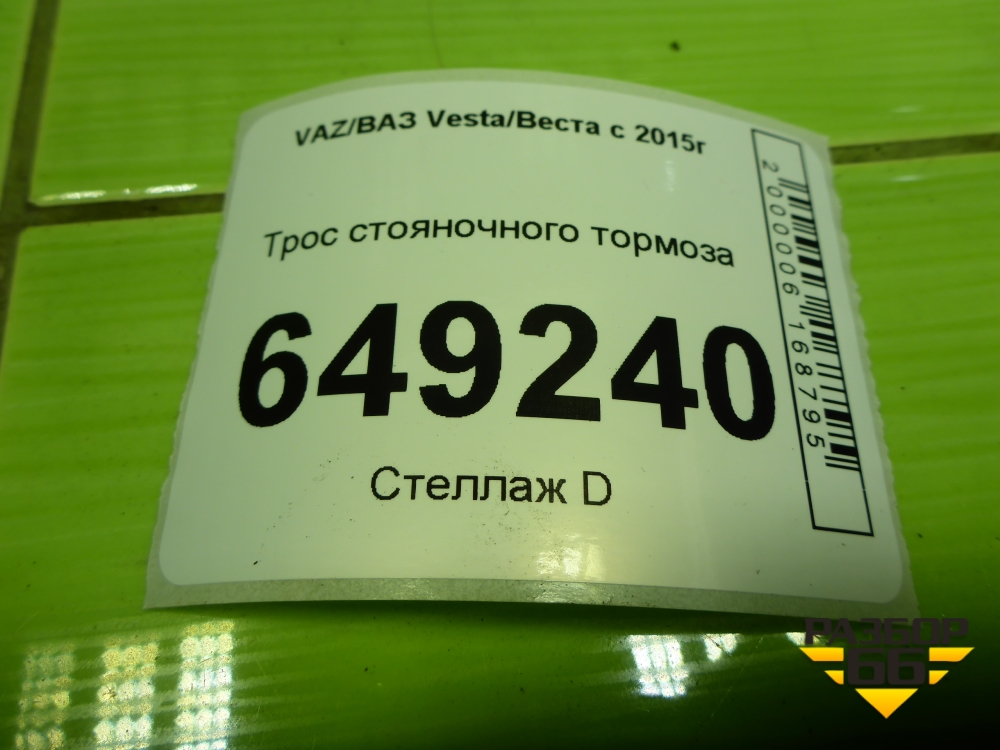 VAZ/ВАЗ Vesta/Веста с 2015г
Трос стояночного тормоза
649240
Стеллаж D
2000006168795
РАЗБОР
66